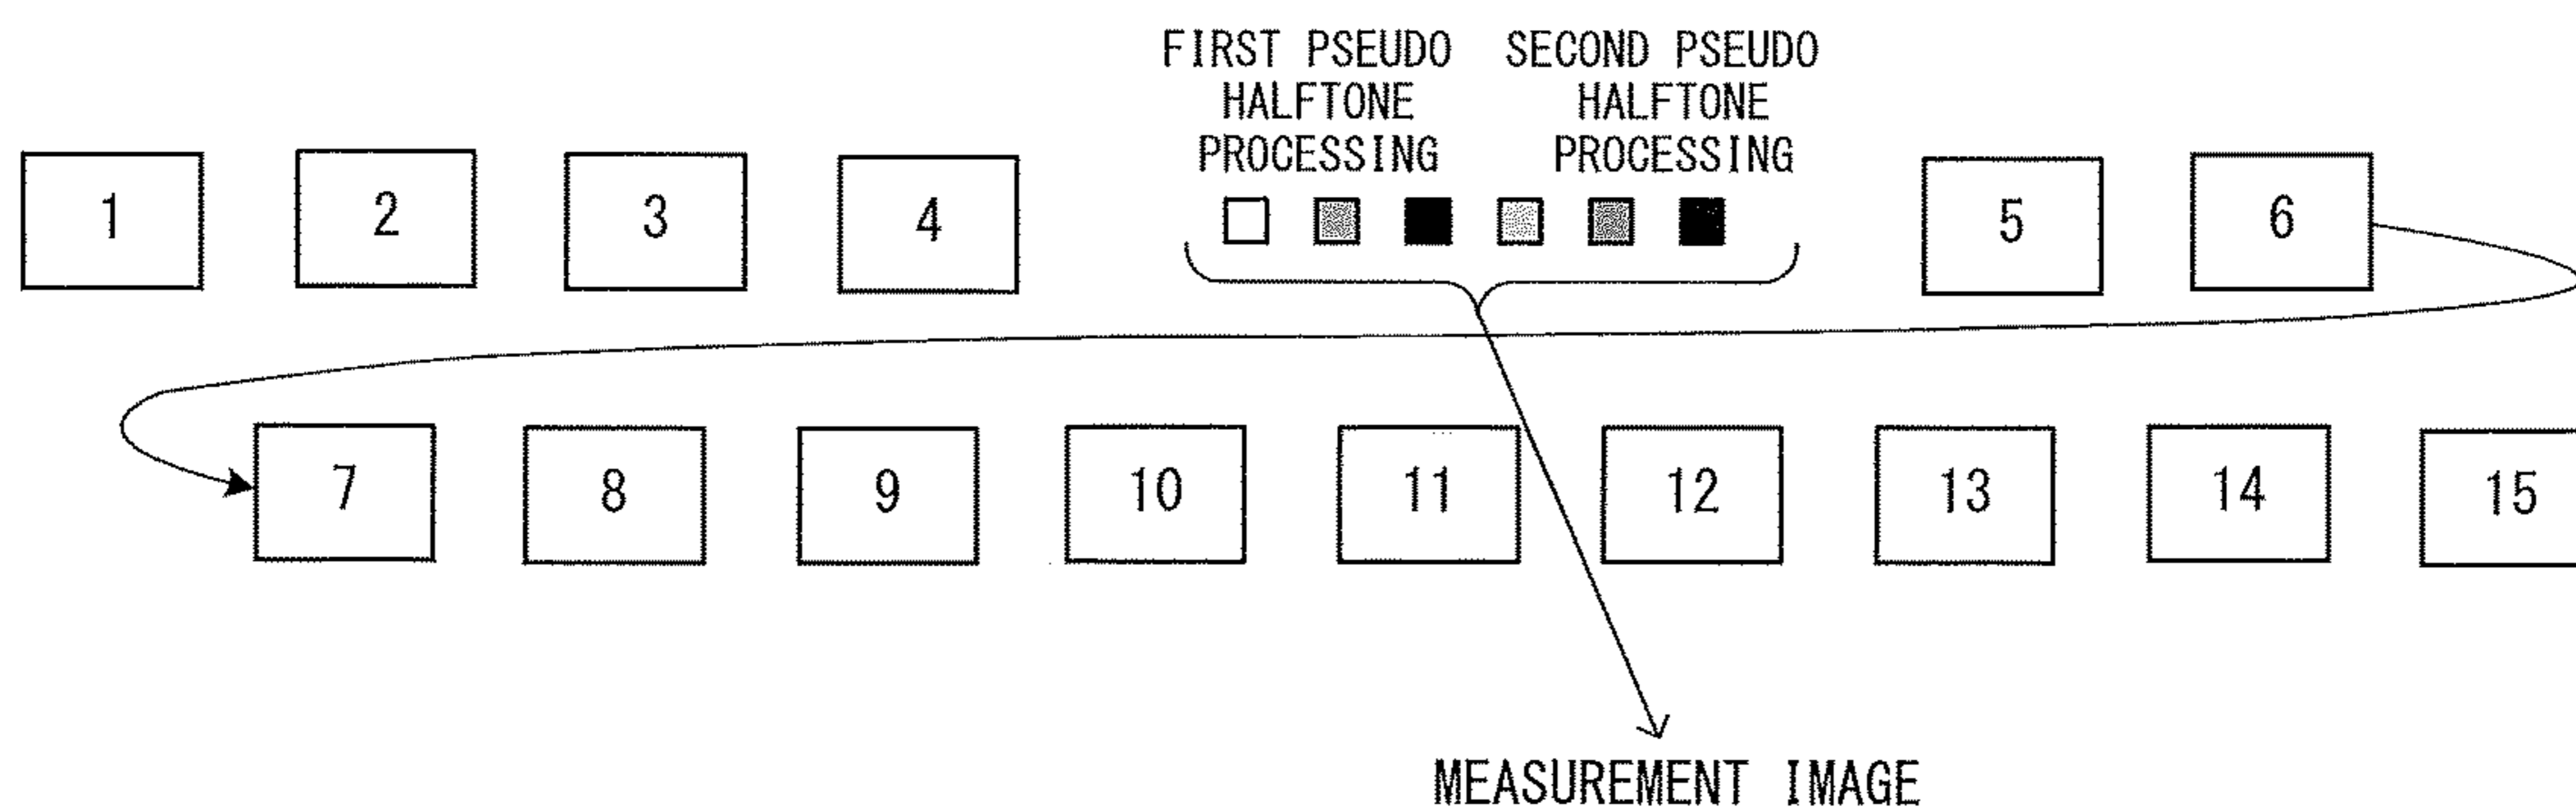 FIRST PSEUDO
HALFTONE
PROCESSING
SECOND PSEUDO
HALFTONE
PROCESSING
1 2 3 4 5 6
7 8 9 10 11 12 13 14 15
MEASUREMENT IMAGE